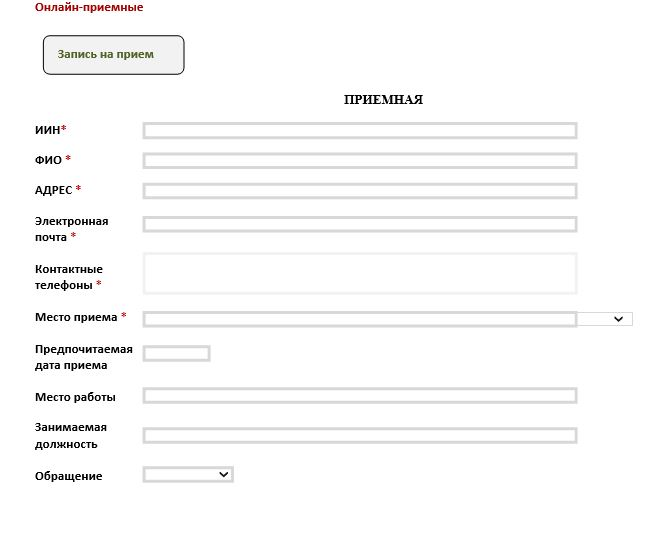 Онлайн-приемные
Запись на прием
ПРИЕМНАЯ
ИИН*
ФИО *
АДРЕС *
Электронная
почта *
Контактные
телефоны *
Место приема *
Предпочитаемая
дата приема
Место работы
Занимаемая
должность
Обращение